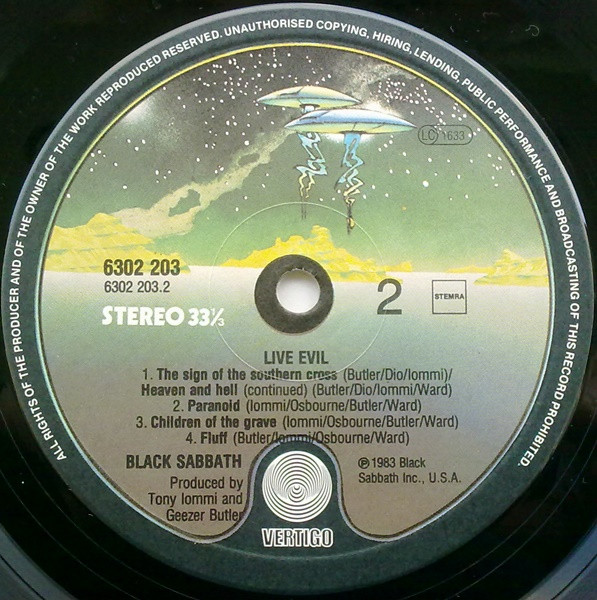 ALL RIGHTS OF THE PRODUCER AND OF THE OWNER OF THE WORK REPRODUCED RESERVED. UNAUTHORISED COPYING, HIRING, LENDING, PUBLIC PERFORMANCE AND BROADCASTING OF THIS RECORD PROHIBITED.
LC 1633
6302 203
6302 203.2
STEREO 33⅓
2
STEMRA
LIVE EVIL
1. The sign of the southern cross (Butler/Dio/Iommi)/
Heaven and hell (continued) (Butler/Dio/Iommi/Ward)
2. Paranoid (Iommi/Osbourne/Butler/Ward)
3. Children of the grave (Iommi/Osbourne/Butler/Ward)
4. Fluff (Butler/Iommi/Osbourne/Ward)
BLACK SABBATH
Produced by
Tony Iommi and
Geezer Butler
℗ 1983 Black
Sabbath Inc., U.S.A.
VERTIGO